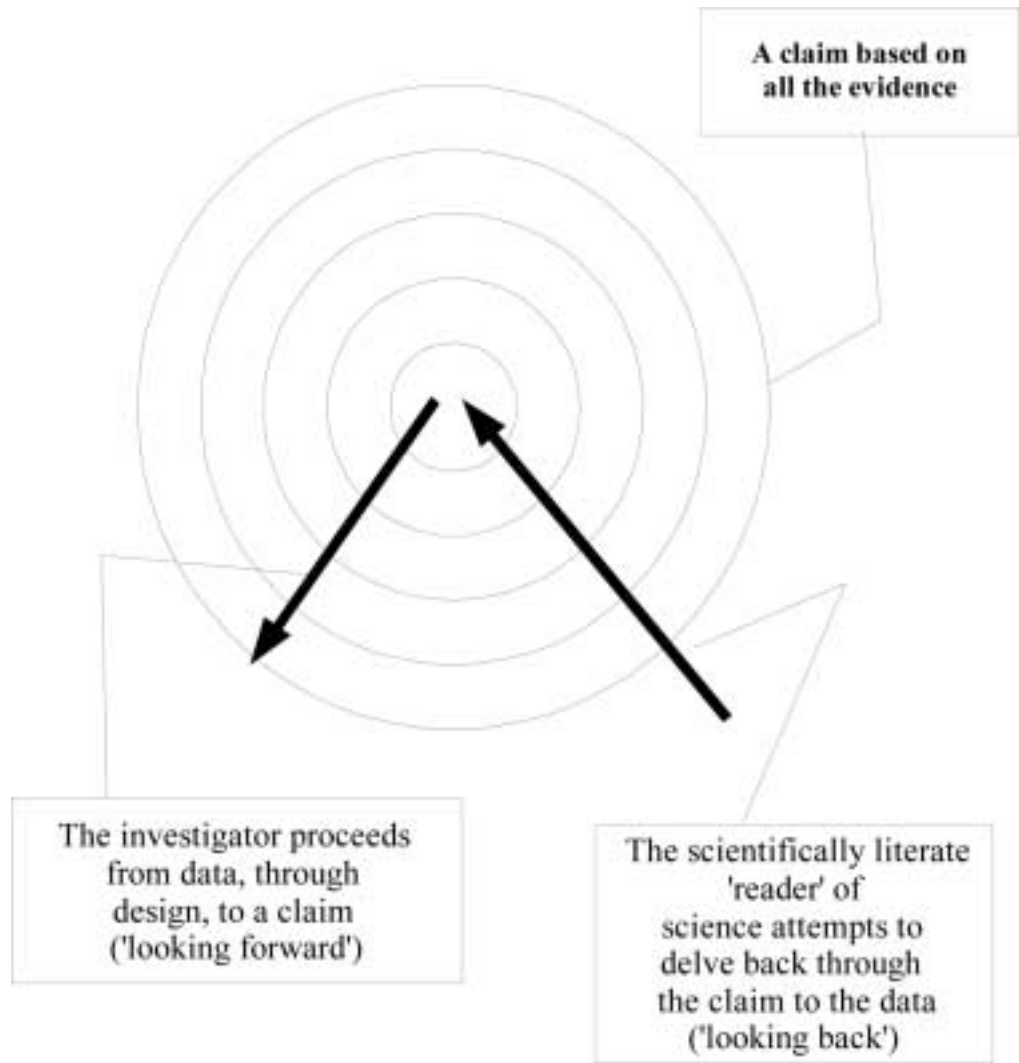 A claim based on
all the evidence
The investigator proceeds
from data, through
design, to a claim
('looking forward')
The scientifically literate
'reader' of
science attempts to
delve back through
the claim to the data
('looking back')